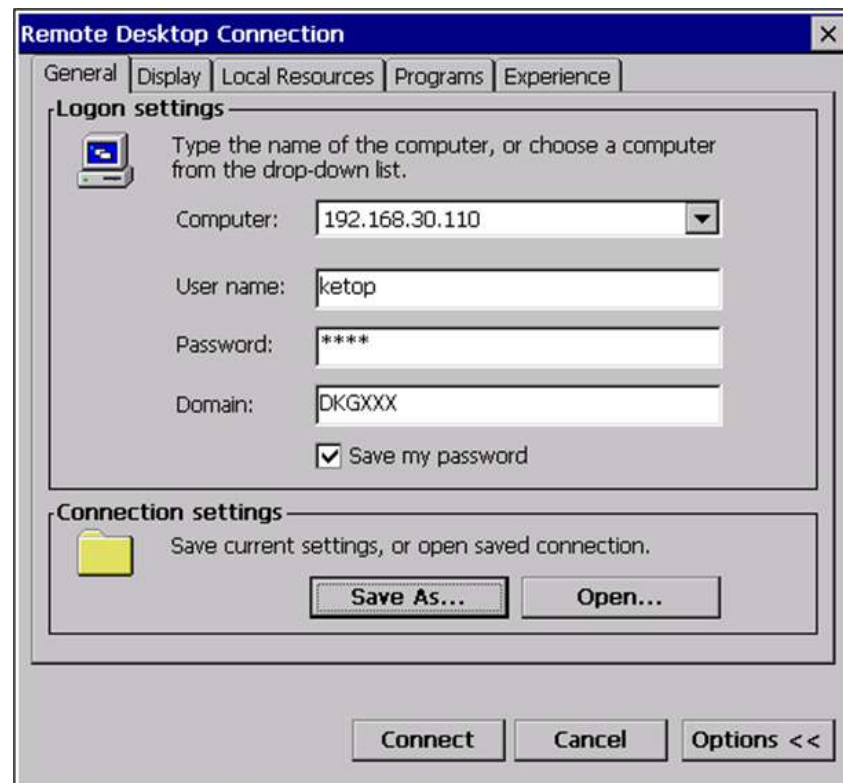 Remote Desktop Connection
General Display Local Resources Programs Experience
Logon settings
Type the name of the computer, or choose a computer
from the drop-down list.
Computer: 192.168.30.110
User name: ketop
Password: ****
Domain: DKGXXX
Save my password
Connection settings
Save current settings, or open saved connection.
Save As... Open...
Connect Cancel Options <<